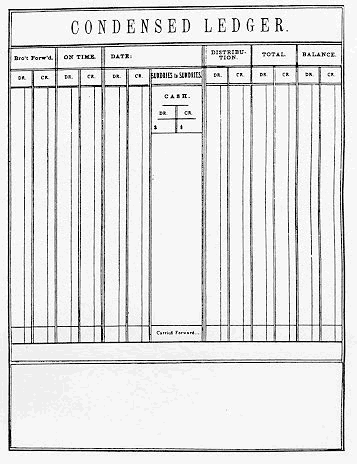 CONDENSED LEDGER.
Bro't Forw'd. ON TIME. DATE: DISTRIBU-
TION. TOTAL. BALANCE.
DR. CR. DR. CR. DR. CR. SUNDRIES to SUNDRIES. DR. CR. DR. CR. DR. CR.
CASH.
DR. CR.
$ $
Carried Forward...